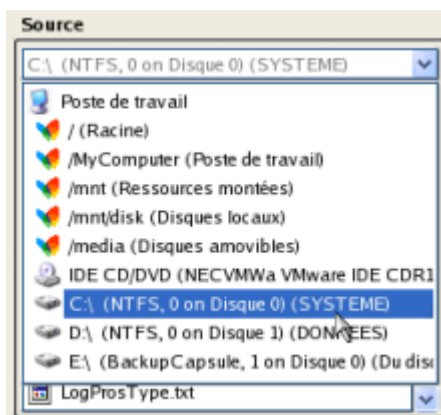 Source
C:\ (NTFS, 0 on Disque 0) (SYSTEME)
Poste de travail
/ (Racine)
/MyComputer (Poste de travail)
/mnt (Ressources montées)
/mnt/disk (Disques locaux)
/media (Disques amovibles)
IDE CD/DVD (NECVMWa VMware IDE CDR1
C:\ (NTFS, 0 on Disque 0) (SYSTEME)
D:\ (NTFS, 0 on Disque 1) (DONNEES)
E:\ (BackupCapsule, 1 on Disque 0) (Du disq
LogProsType.txt